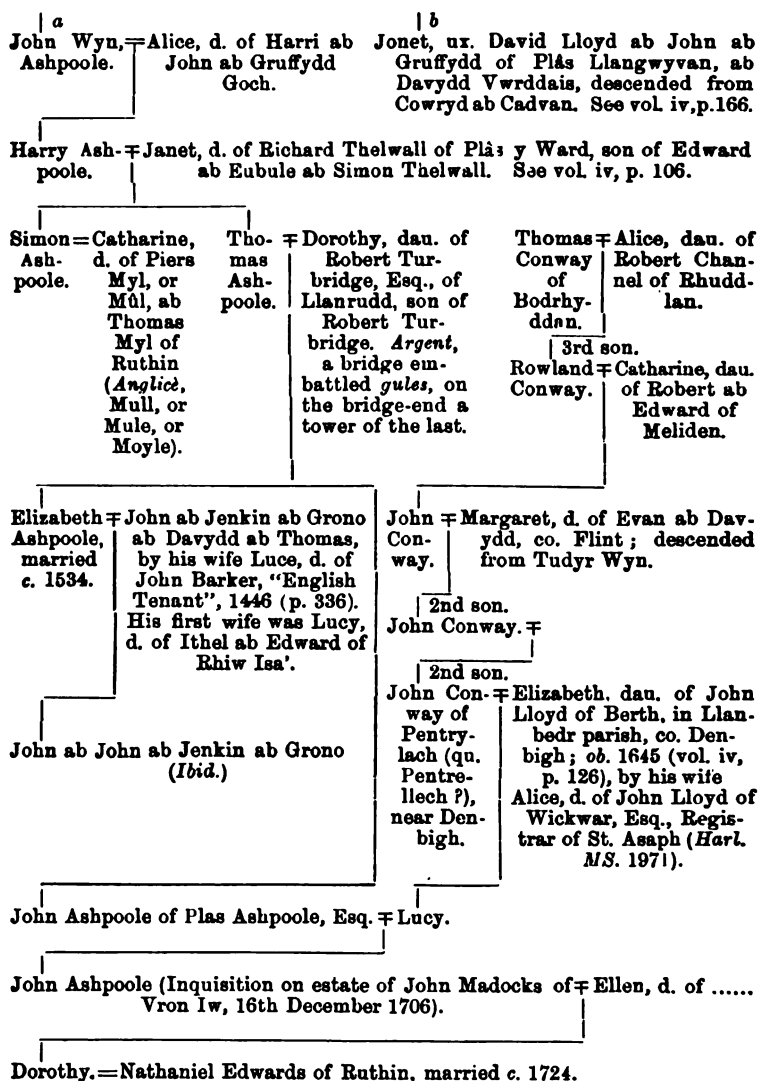 a
John Wyn, Ashpoole.
Alice, d. of Harri ab
John ab Gruffydd
Goch.
b
Jonet, ux. David Lloyd ab John ab
Gruffydd of Plâs Llangwyvan, ab
Davydd Vwrddais, descended from
Cowryd ab Cadvan. See vol. iv, p. 166.
Harry Ash-
poole.
Janet, d. of Richard Thelwall of Plâs y Ward, son of Edward
ab Eubule ab Simon Thelwall. See vol. iv, p. 106.
Simon
Ash-
poole.
= Catharine,
d. of Piers
Myl, or
Mûl, ab
Thomas
Myl of
Ruthin
(Anglicè,
Mull, or
Mule, or
Moyle).
Tho-
mas
Ash-
poole.
Dorothy, dau. of
Robert Tur-
bridge, Esq., of
Llanrudd, son of
Robert Tur-
bridge. Argent,
a bridge em-
battled gules, on
the bridge-end a
tower of the last.
Thomas
Conway
of
Bodrhy-
ddan.
Alice, dau. of
Robert Chan-
nel of Rhudd-
lan.
3rd son.
Rowland
Conway.
Catharine, dau.
of Robert ab
Edward of
Meliden.
Elizabeth
Ashpoole,
married
c. 1534.
John ab Jenkin ab Grono
ab Davydd ab Thomas,
by his wife Luce, d. of
John Barker, "English
Tenant", 1446 (p. 336).
His first wife was Lucy,
d. of Ithel ab Edward of
Rhiw Isa'.
John
Con-
way.
Margaret, d. of Evan ab Dav-
ydd, co. Flint; descended
from Tudyr Wyn.
2nd son.
John Conway.
2nd son.
John ab John ab Jenkin ab Grono
(Ibid.)
John Con-
way of
Pentry-
lach (qu.
Pentre-
llech ?),
near Den-
bigh.
Elizabeth, dau. of John
Lloyd of Berth, in Llan-
bedr parish, co. Den-
bigh; ob. 1645 (vol. iv,
p. 126), by his wife
Alice, d. of John Lloyd of
Wickwar, Esq., Regis-
trar of St. Asaph (Harl.
MS. 1971).
John Ashpoole of Plas Ashpoole, Esq. Lucy.
John Ashpoole (Inquisition on estate of John Madocks of
Vron Iw, 16th December 1706).
Ellen, d. of ......
Dorothy.=Nathaniel Edwards of Ruthin, married c. 1724.